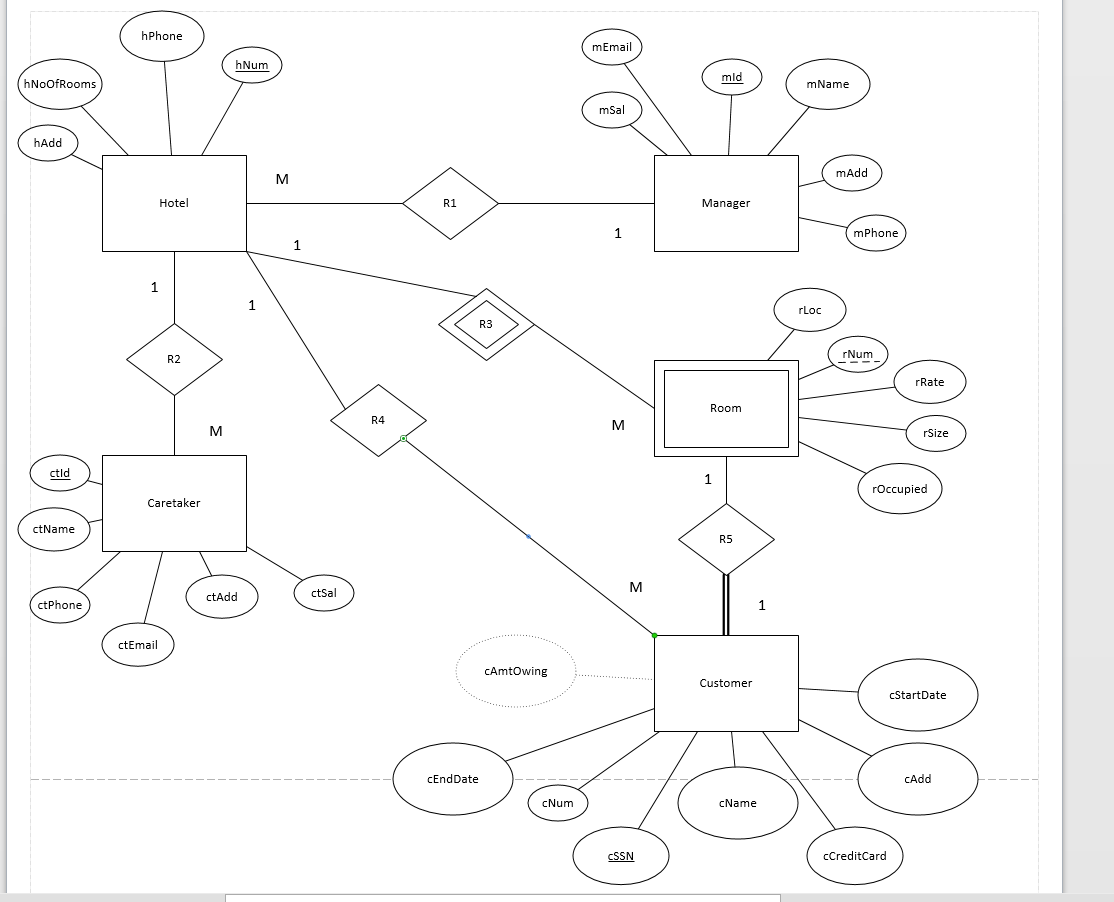 hPhone
mEmail
hNum
mId
hNoOfRooms
mName
mSal
hAdd
mAdd
M
Hotel
R1
Manager
1
mPhone
1
1
1
rLoc
R3
rNum
R2
rRate
Room
R4
M
M
rSize
ctId
1
rOccupied
Caretaker
ctName
R5
M
1
ctSal
ctAdd
ctPhone
ctEmail
cAmtOwing
Customer
cStartDate
cEndDate
cAdd
cNum
cName
cSSN
cCreditCard